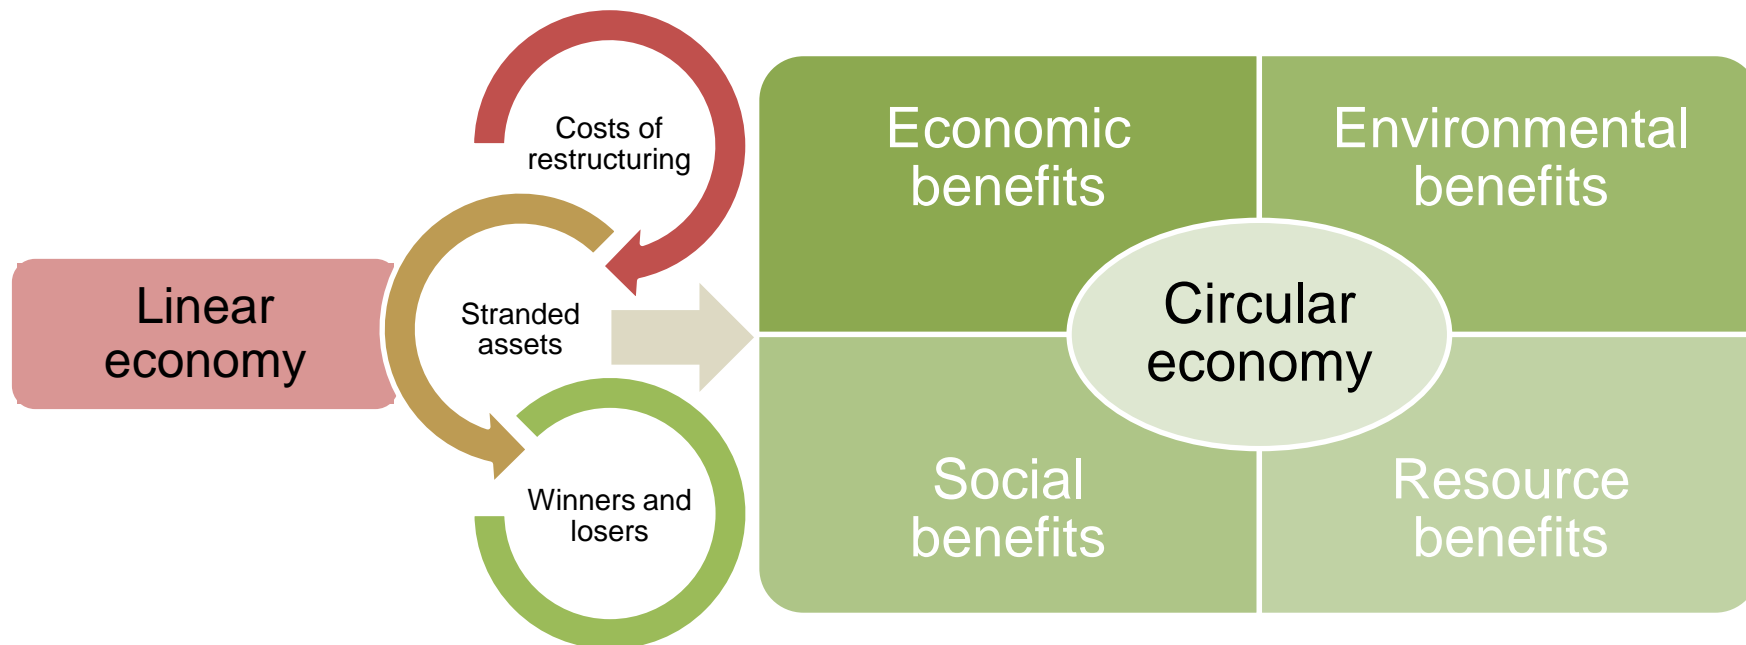 Linear
economy
Costs of
restructuring
Stranded
assets
Winners and
losers
Economic
benefits
Environmental
benefits
Circular
economy
Social
benefits
Resource
benefits